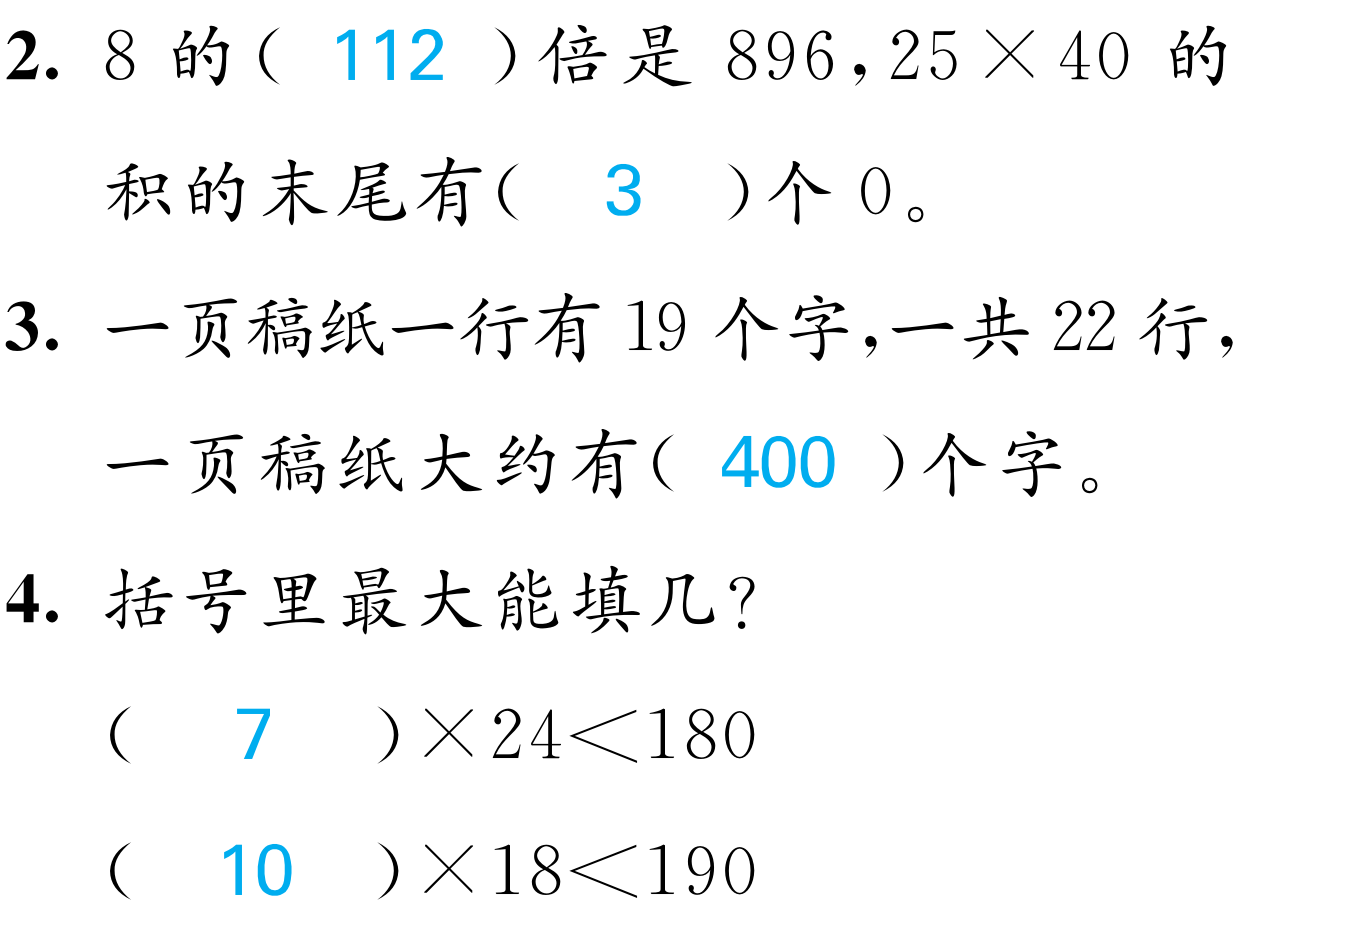 2. 8 的( 112 )倍是 896,25×40 的
积的末尾有( 3 )个 0。
3. 一页稿纸一行有 19 个字,一共 22 行,
一页稿纸大约有( 400 )个字。
4. 括号里最大能填几?
( 7 )×24<180
( 10 )×18<190